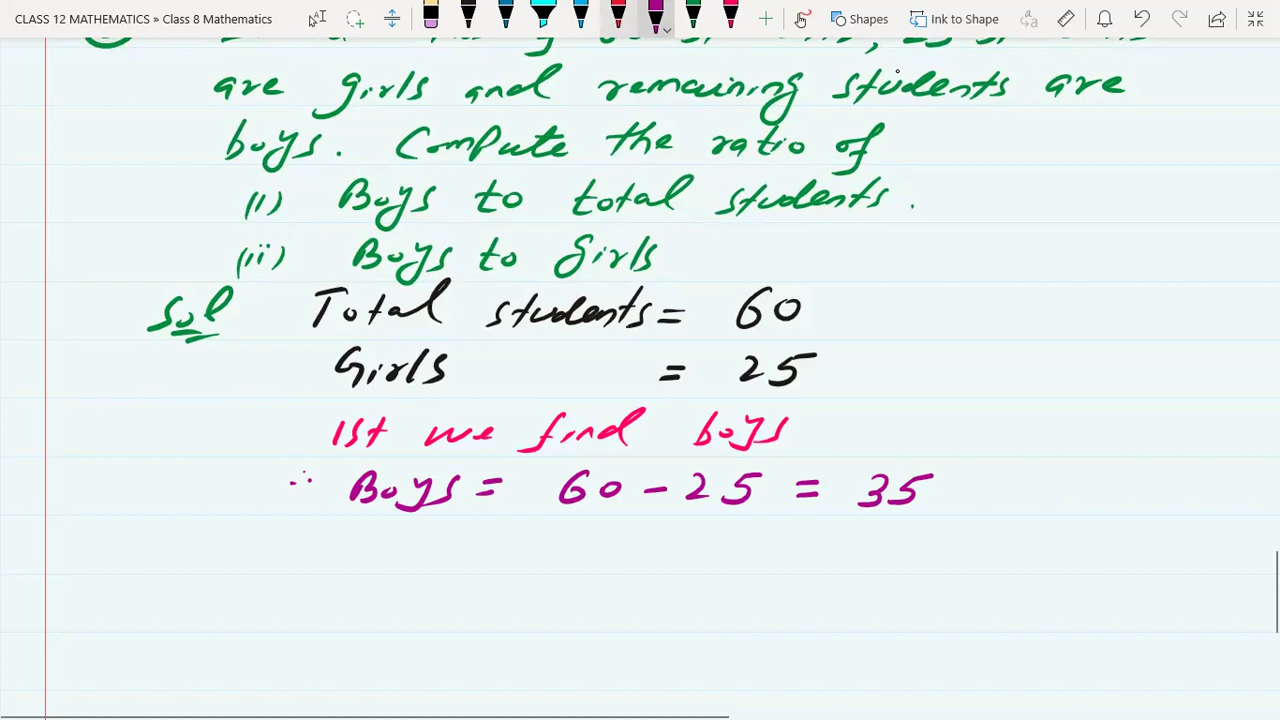 CLASS 12 MATHEMATICS » Class 8 Mathematics
Shapes
Ink to Shape
are girls and remaining students are
boys. Compute the ratio of
(i) Boys to total students.
(ii) Boys to Girls
Sol Total students = 60
Girls = 25
Ist we find boys
∴ Boys = 60 - 25 = 35